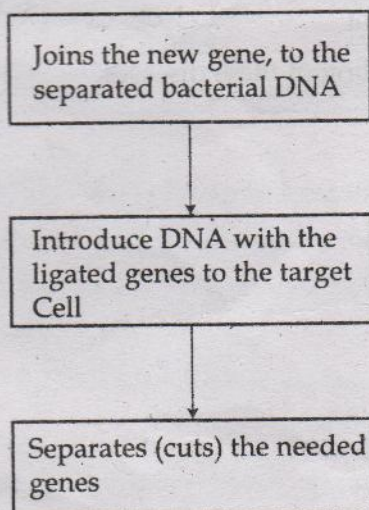 Joins the new gene, to the
separated bacterial DNA
Introduce DNA with the
ligated genes to the target
Cell
Separates (cuts) the needed
genes